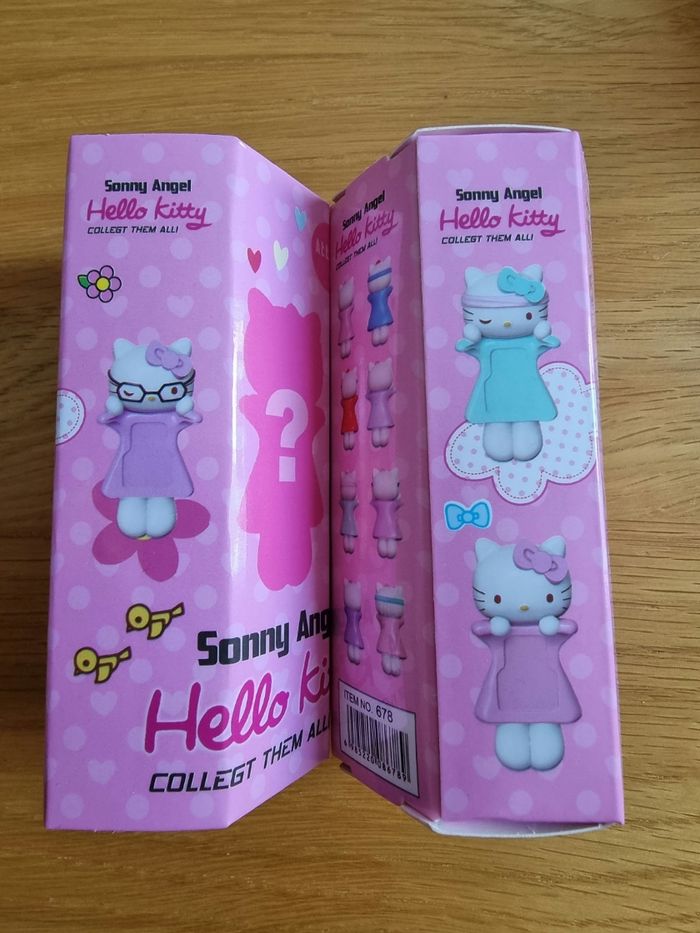 Sonny Angel
Hello Kitty
COLLEGT THEM ALL!
?
Sonny Ang
Hello Ki
COLLEGT THEM ALL
Sonny Angel
Hello Kitty
COLLEGT THEM ALL!
ITEM NO. 678
Sonny Angel
Hello Kitty
COLLEGT THEM ALL!